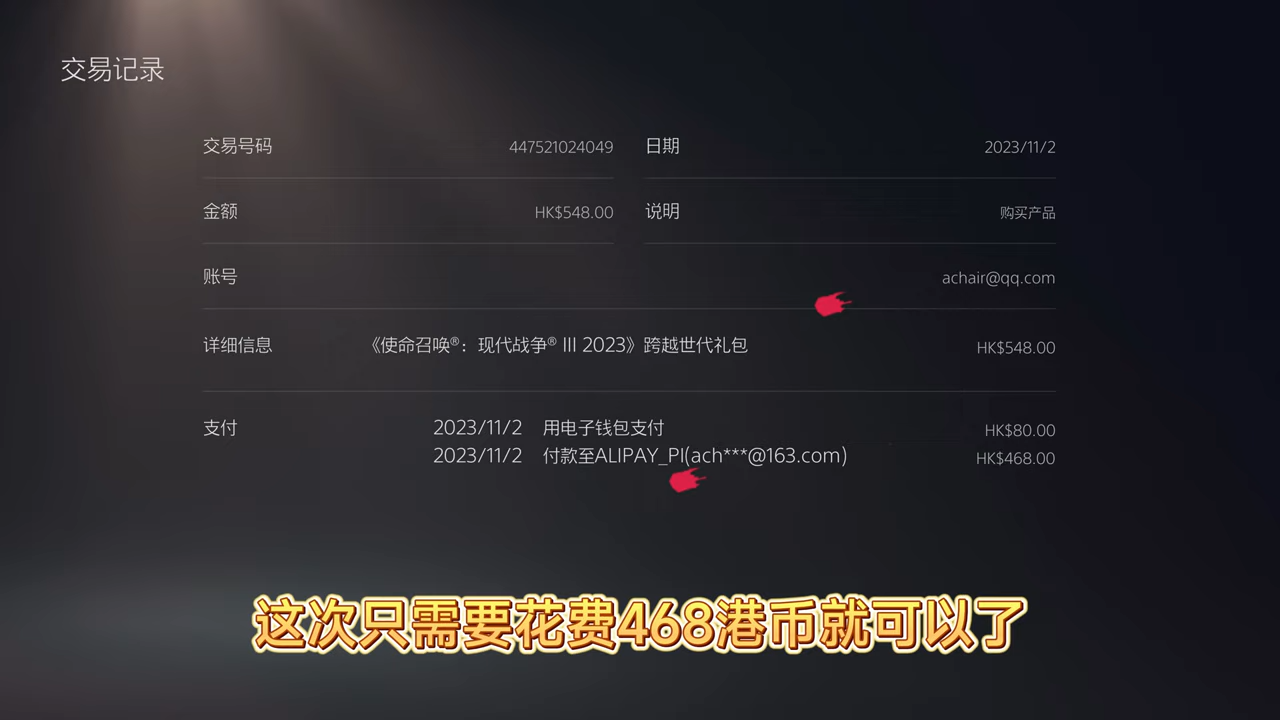 交易记录
交易号码 447521024049 日期 2023/11/2
金额 HK$548.00 说明 购买产品
账号 achair@qq.com
详细信息 《使命召唤®：现代战争® III 2023》跨越世代礼包 HK$548.00
支付 2023/11/2 用电子钱包支付 HK$80.00
2023/11/2 付款至ALIPAY_PI(ach***@163.com) HK$468.00
这次只需要花费468港币就可以了